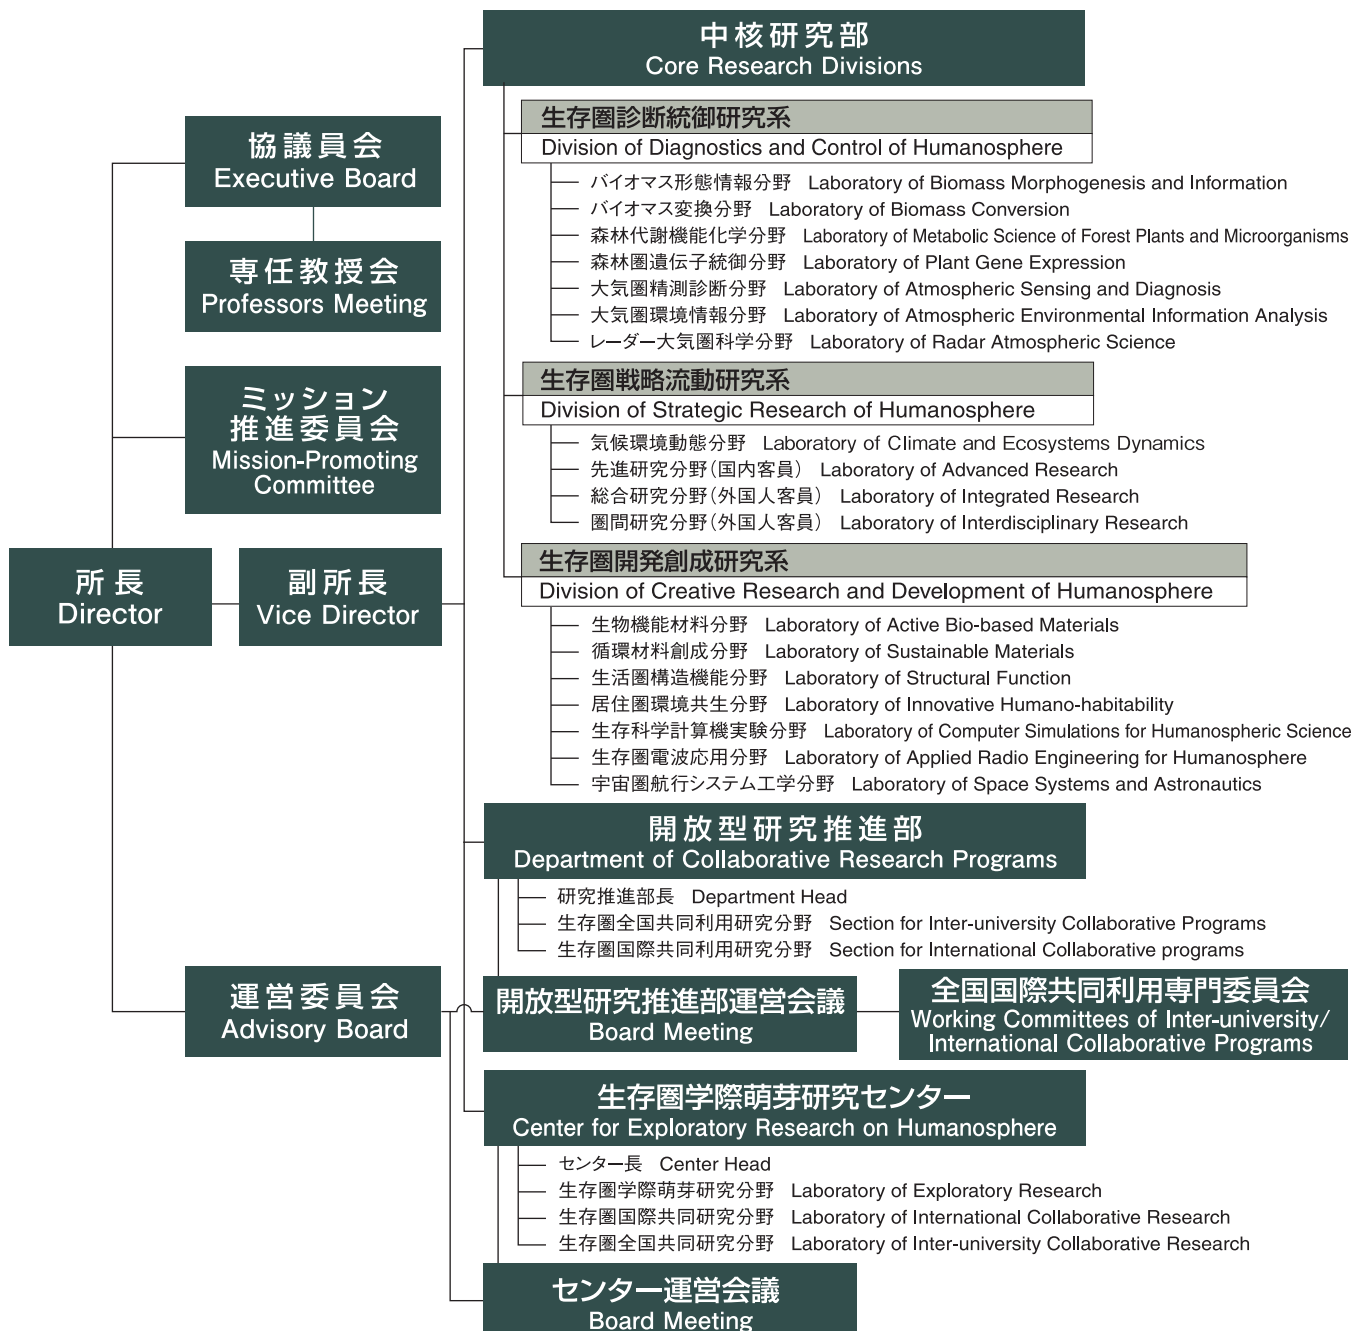 中核研究部
Core Research Divisions
生存圏診断統御研究系
Division of Diagnostics and Control of Humanosphere
バイオマス形態情報分野 Laboratory of Biomass Morphogenesis and Information
バイオマス変換分野 Laboratory of Biomass Conversion
森林代謝機能化学分野 Laboratory of Metabolic Science of Forest Plants and Microorganisms
森林圏遺伝子統御分野 Laboratory of Plant Gene Expression
大気圏精測診断分野 Laboratory of Atmospheric Sensing and Diagnosis
大気圏環境情報分野 Laboratory of Atmospheric Environmental Information Analysis
レーダー大気圏科学分野 Laboratory of Radar Atmospheric Science
生存圏戦略流動研究系
Division of Strategic Research of Humanosphere
気候環境動態分野 Laboratory of Climate and Ecosystems Dynamics
先進研究分野(国内客員) Laboratory of Advanced Research
総合研究分野(外国人客員) Laboratory of Integrated Research
圏間研究分野(外国人客員) Laboratory of Interdisciplinary Research
生存圏開発創成研究系
Division of Creative Research and Development of Humanosphere
生物機能材料分野 Laboratory of Active Bio-based Materials
循環材料創成分野 Laboratory of Sustainable Materials
生活圏構造機能分野 Laboratory of Structural Function
居住圏環境共生分野 Laboratory of Innovative Humano-habitability
生存科学計算機実験分野 Laboratory of Computer Simulations for Humanospheric Science
生存圏電波応用分野 Laboratory of Applied Radio Engineering for Humanosphere
宇宙圏航行システム工学分野 Laboratory of Space Systems and Astronautics
協議員会
Executive Board
専任教授会
Professors Meeting
ミッション
推進委員会
Mission-Promoting
Committee
所長
Director
副所長
Vice Director
運営委員会
Advisory Board
開放型研究推進部
Department of Collaborative Research Programs
研究推進部長 Department Head
生存圏全国共同利用研究分野 Section for Inter-university Collaborative Programs
生存圏国際共同利用研究分野 Section for International Collaborative programs
開放型研究推進部運営会議
Board Meeting
全国国際共同利用専門委員会
Working Committees of Inter-university/
International Collaborative Programs
生存圏学際萌芽研究センター
Center for Exploratory Research on Humanosphere
センター長 Center Head
生存圏学際萌芽研究分野 Laboratory of Exploratory Research
生存圏国際共同研究分野 Laboratory of International Collaborative Research
生存圏全国共同研究分野 Laboratory of Inter-university Collaborative Research
センター運営会議
Board Meeting